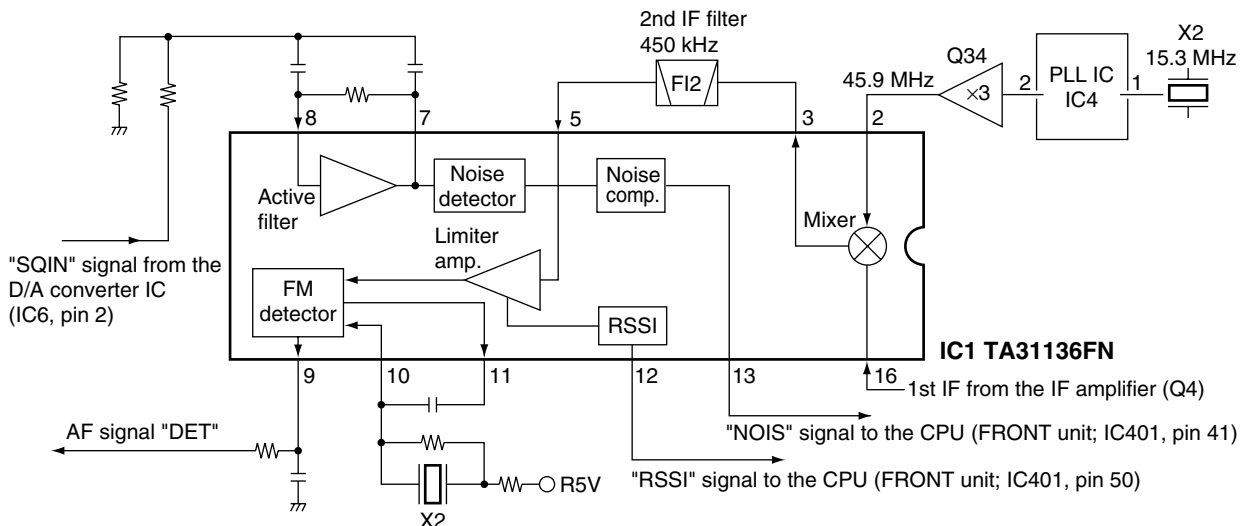 2nd IF filter
450 kHz
FI2
X2
15.3 MHz
Q34
×3
45.9 MHz
2
PLL IC
IC4
1
8
7
5
3
2
Active
filter
Noise
detector
Noise
comp.
Mixer
Limiter
amp.
"SQIN" signal from the
D/A converter IC
(IC6, pin 2)
FM
detector
RSSI
IC1 TA31136FN
9
10
11
12
13
16
1st IF from the IF amplifier (Q4)
"NOIS" signal to the CPU (FRONT unit; IC401, pin 41)
AF signal "DET"
"RSSI" signal to the CPU (FRONT unit; IC401, pin 50)
R5V
X2